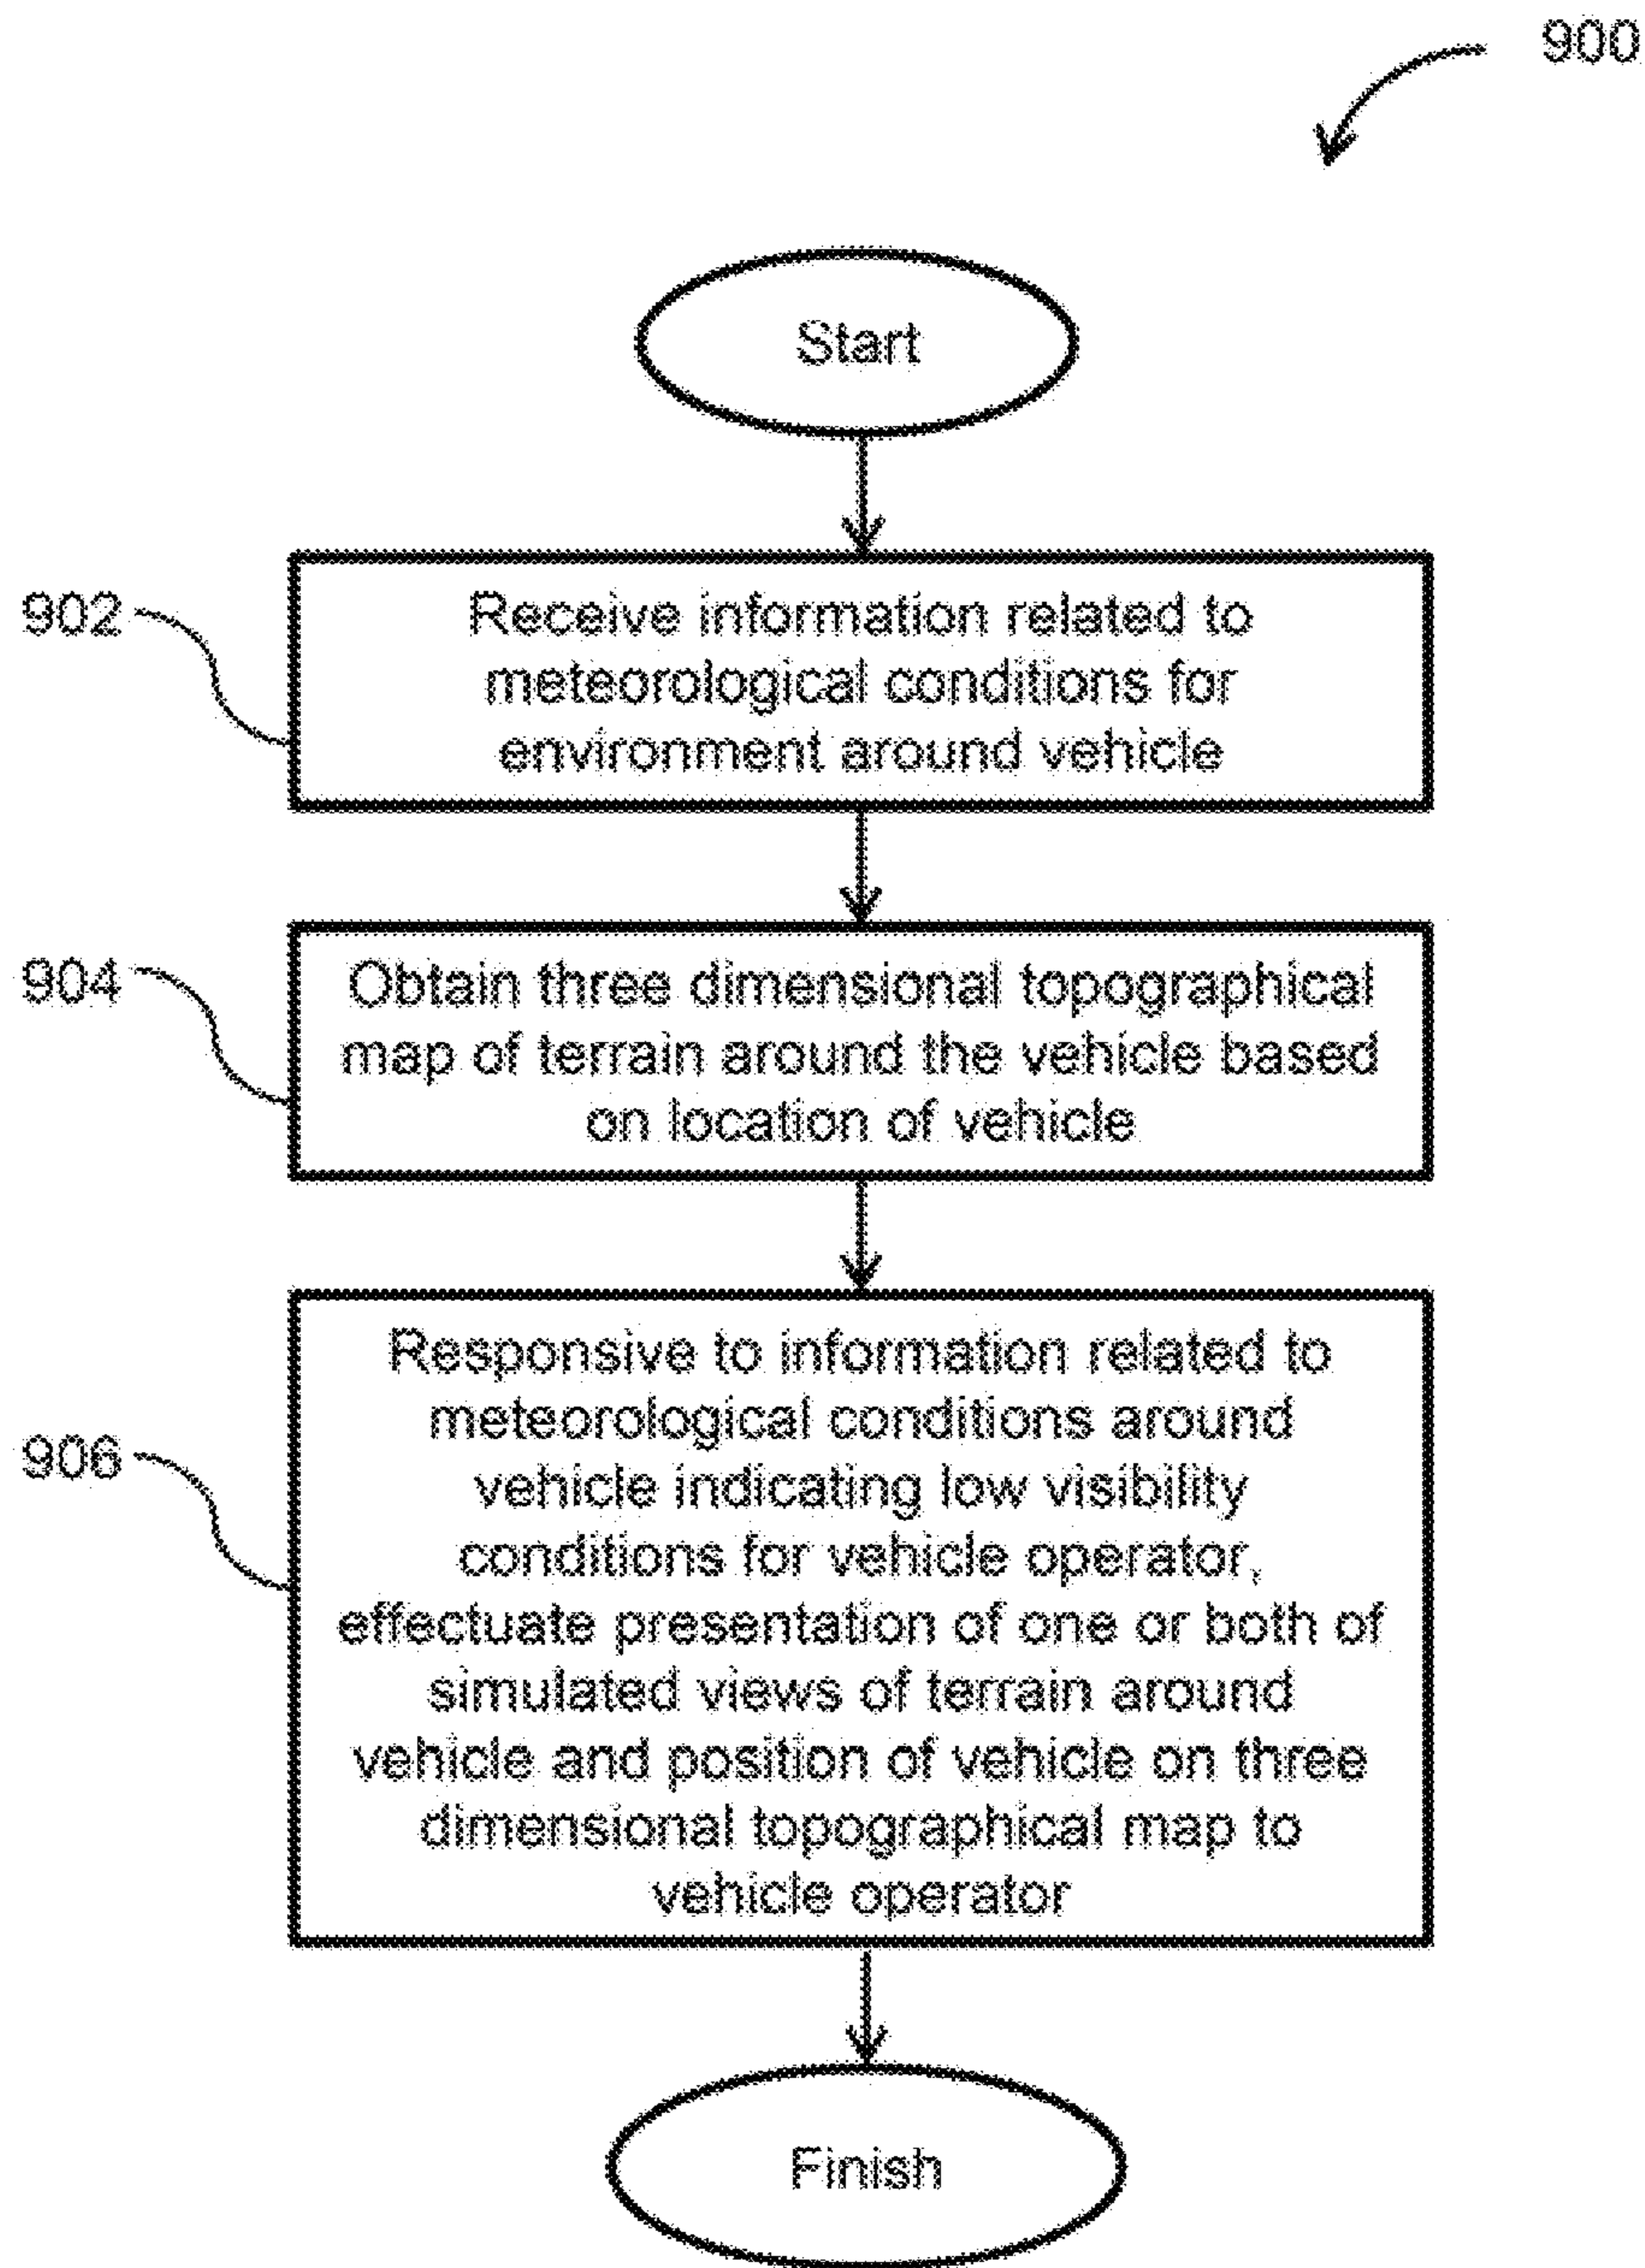 900
Start
902
Receive information related to
meteorological conditions for
environment around vehicle
904
Obtain three dimensional topographical
map of terrain around the vehicle based
on location of vehicle
906
Responsive to information related to
meteorological conditions around
vehicle indicating low visibility
conditions for vehicle operator,
effectuate presentation of one or both of
simulated views of terrain around
vehicle and position of vehicle on three
dimensional topographical map to
vehicle operator
Finish